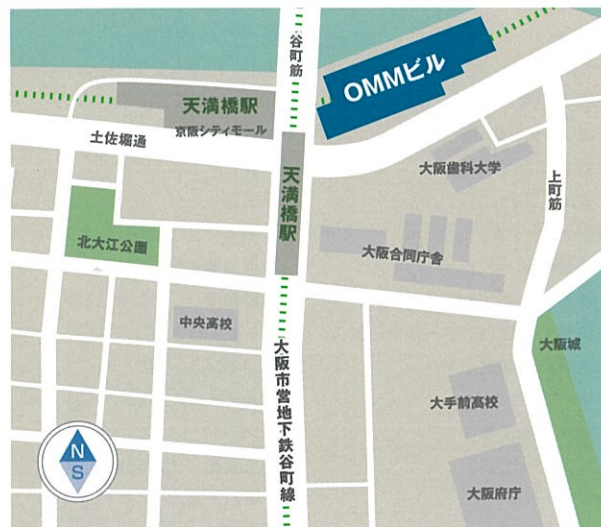 谷町筋
OMMビル
天満橋駅
京阪シティモール
土佐堀通
天満橋駅
大阪歯科大学
上町筋
北大江公園
大阪合同庁舎
中央高校
大阪市営地下鉄谷町線
大阪城
大手前高校
大阪府庁
N
S